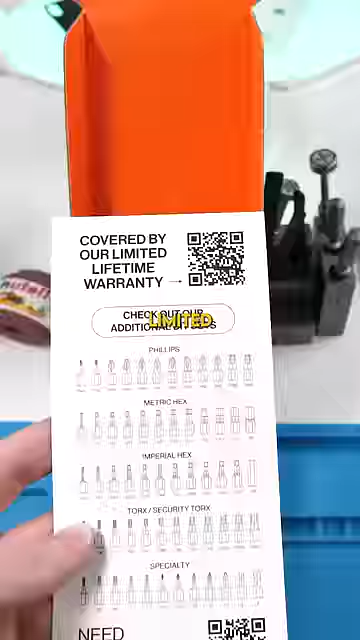 COVERED BY
OUR LIMITED
LIFETIME
WARRANTY →
CHECK OUT OUR
LIMITED
ADDITIONAL BITS
PHILLIPS
METRIC HEX
IMPERIAL HEX
TORX / SECURITY TORX
SPECIALTY
NEED